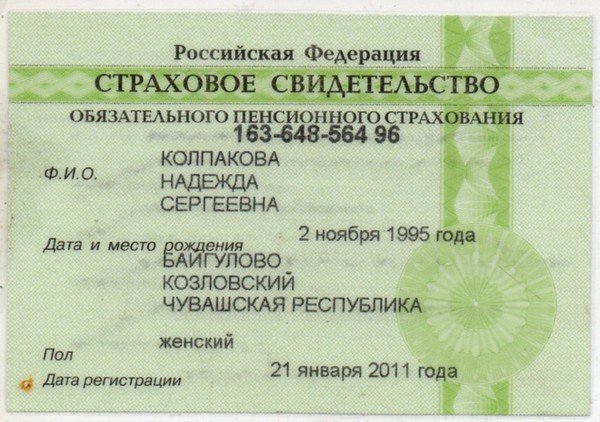 Российская Федерация
СТРАХОВОЕ СВИДЕТЕЛЬСТВО
ОБЯЗАТЕЛЬНОГО ПЕНСИОННОГО СТРАХОВАНИЯ
163-648-564 96
Ф.И.О. КОЛПАКОВА
НАДЕЖДА
СЕРГЕЕВНА
Дата и место рождения 2 ноября 1995 года
БАЙГУЛОВО
КОЗЛОВСКИЙ
ЧУВАШСКАЯ РЕСПУБЛИКА
Пол женский
Дата регистрации 21 января 2011 года